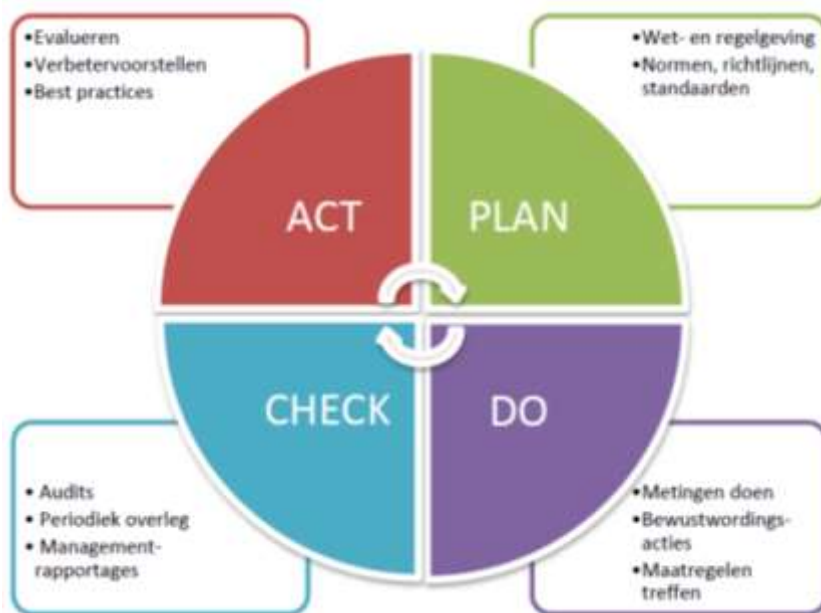 •Evalueren
•Verbetervoorstellen
•Best practices
•Wet- en regelgeving
•Normen, richtlijnen,
standaarden
ACT
PLAN
CHECK
DO
• Audits
• Periodiek overleg
• Management-
rapportages
•Metingen doen
•Bewustwordings-
acties
•Maatregelen
treffen